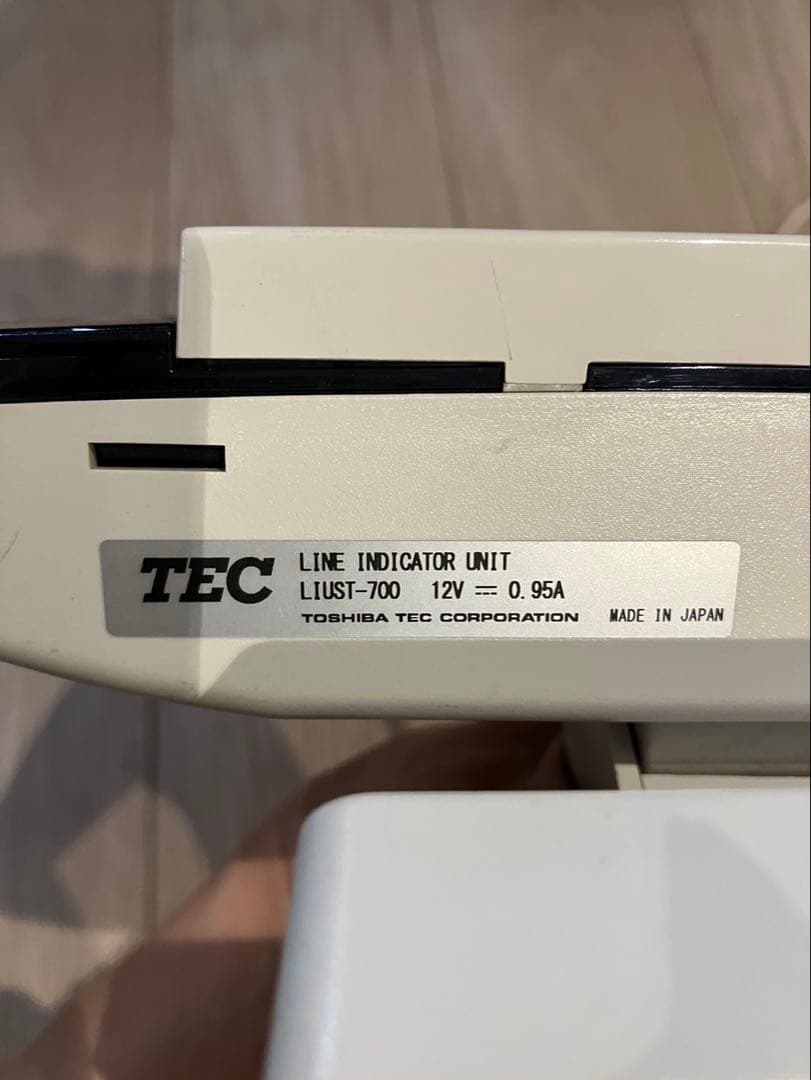 TEC
LINE INDICATOR UNIT
LIUST-700 12V ⎓ 0.95A
TOSHIBA TEC CORPORATION MADE IN JAPAN